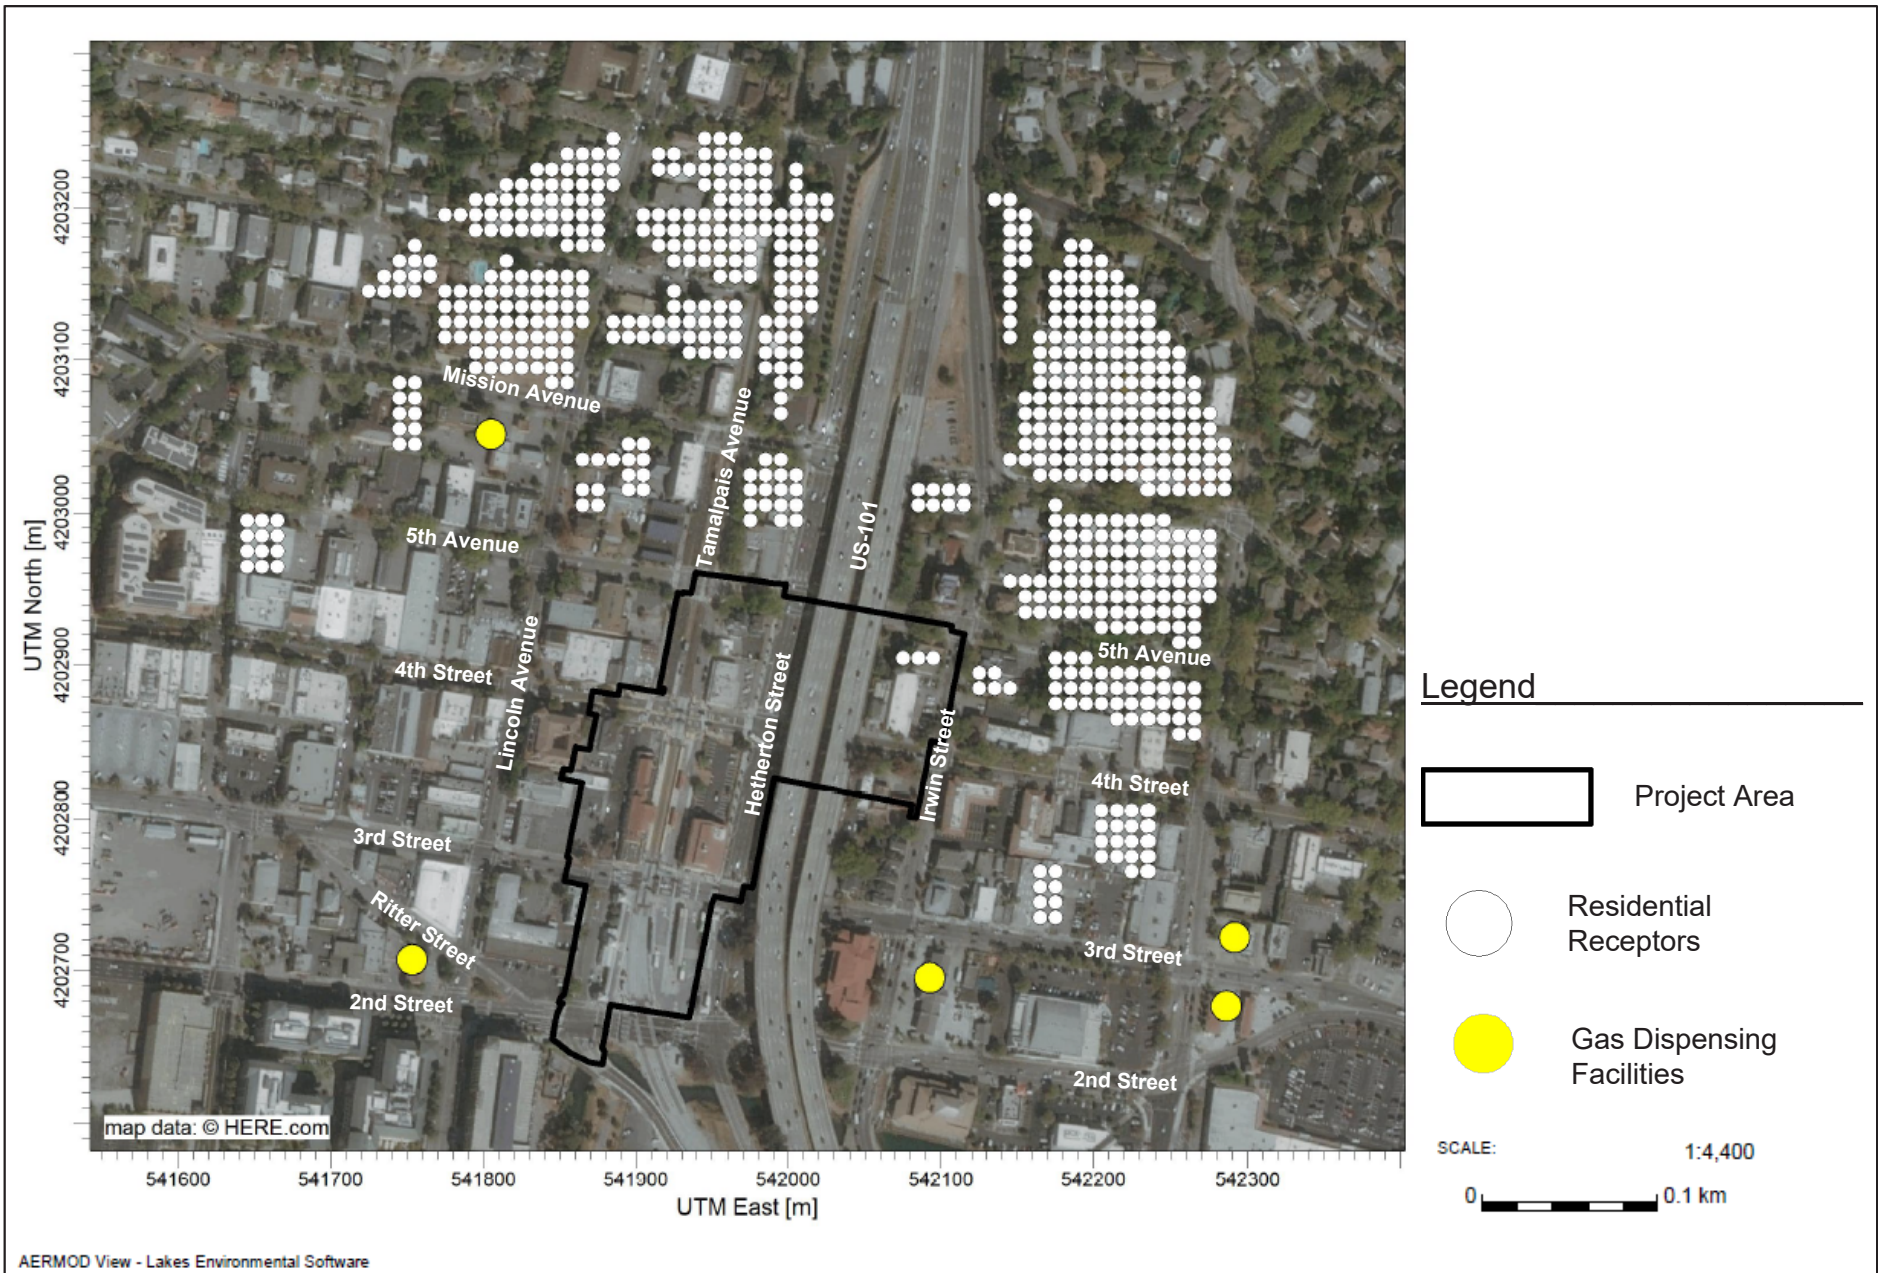 4203200
4203100
4203000
4202900
4202800
4202700
UTM North [m]
Mission Avenue
Tamalpais Avenue
5th Avenue
US-101
Lincoln Avenue
4th Street
Hetherton Street
5th Avenue
Irwin Street
4th Street
3rd Street
Ritter Street
3rd Street
2nd Street
2nd Street
map data: © HERE.com
541600 541700 541800 541900 542000 542100 542200 542300
UTM East [m]
Legend
Project Area
Residential
Receptors
Gas Dispensing
Facilities
SCALE: 1:4,400
0 0.1 km
AERMOD View - Lakes Environmental Software